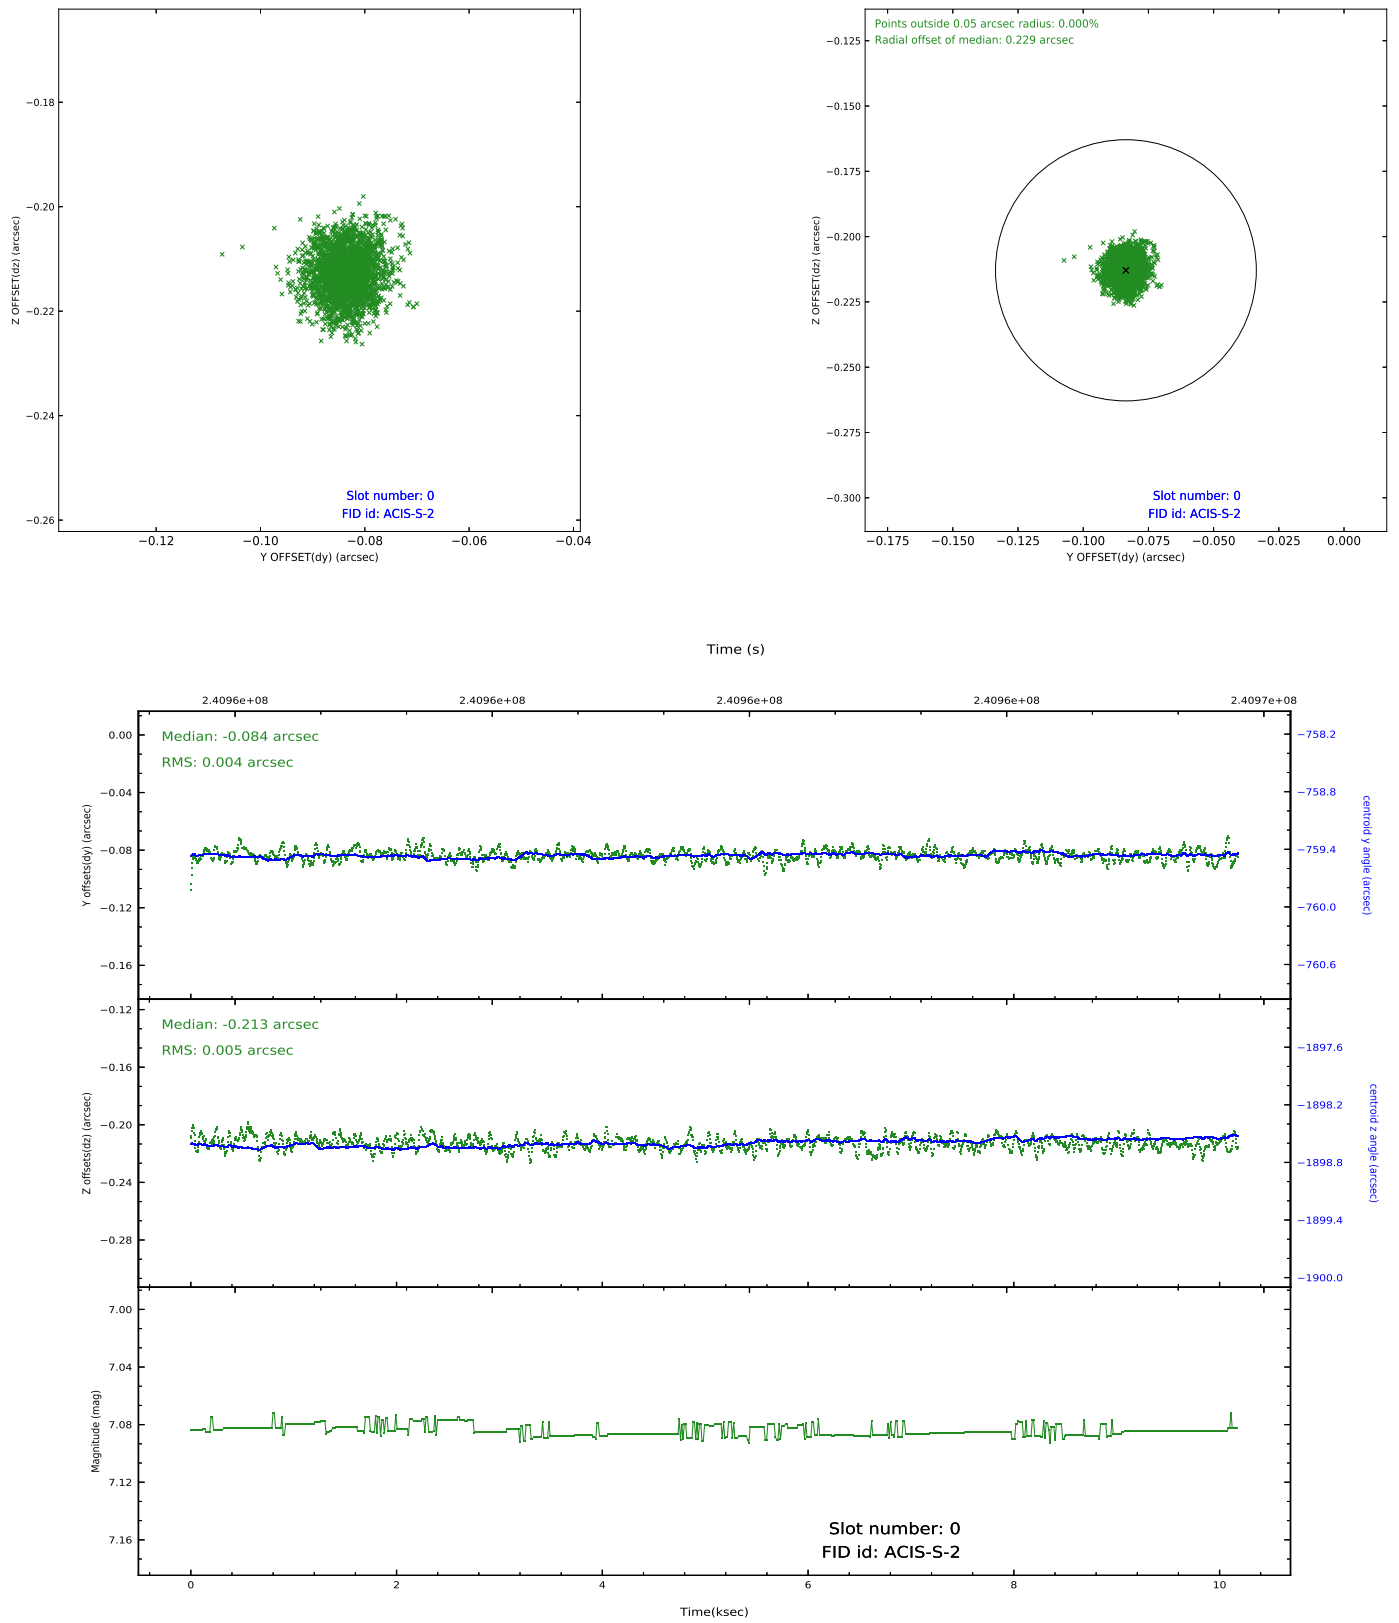 −0.18
−0.20
−0.22
−0.24
−0.26
Z OFFSET(dz) (arcsec)
Slot number: 0
FID id: ACIS-S-2
−0.12 −0.10 −0.08 −0.06 −0.04
Y OFFSET(dy) (arcsec)
Points outside 0.05 arcsec radius: 0.000%
Radial offset of median: 0.229 arcsec
−0.125
−0.150
−0.175
−0.200
−0.225
−0.250
−0.275
−0.300
Z OFFSET(dz) (arcsec)
Slot number: 0
FID id: ACIS-S-2
−0.175 −0.150 −0.125 −0.100 −0.075 −0.050 −0.025 0.000
Y OFFSET(dy) (arcsec)
Time (s)
2.4096e+08 2.4096e+08 2.4096e+08 2.4096e+08 2.4097e+08
Median: -0.084 arcsec
RMS: 0.004 arcsec
0.00
−0.04
−0.08
−0.12
−0.16
Y offsets(dy) (arcsec)
−758.2
−758.8
−759.4
−760.0
−760.6
centroid y angle (arcsec)
Median: -0.213 arcsec
RMS: 0.005 arcsec
−0.12
−0.16
−0.20
−0.24
−0.28
Z offsets(dz) (arcsec)
−1897.6
−1898.2
−1898.8
−1899.4
−1900.0
centroid z angle (arcsec)
7.00
7.04
7.08
7.12
7.16
Magnitude (mag)
Slot number: 0
FID id: ACIS-S-2
0 2 4 6 8 10
Time(ksec)